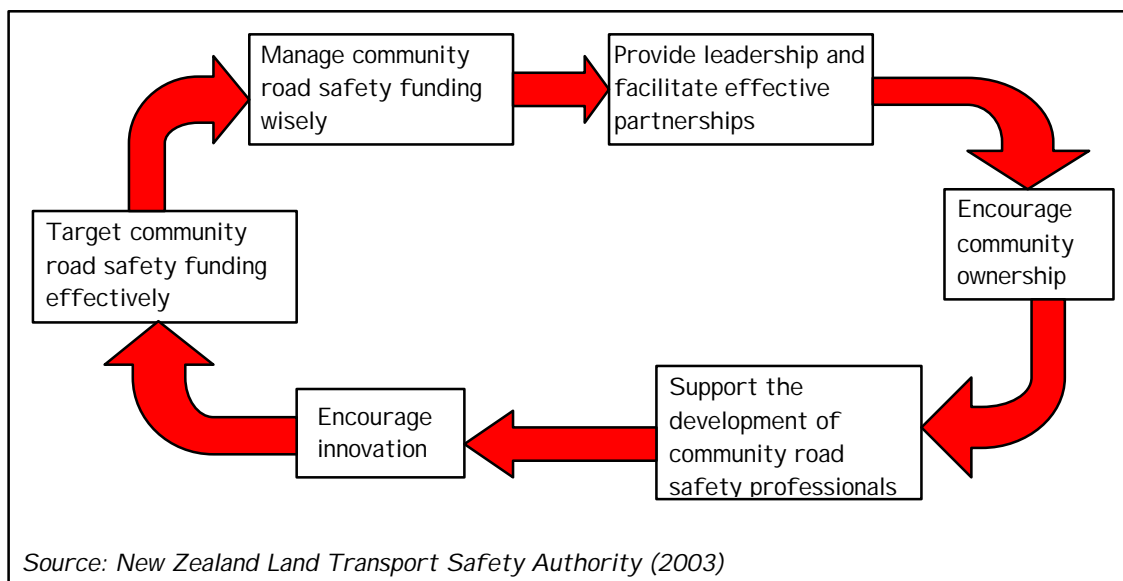 Manage community
road safety funding
wisely
Provide leadership and
facilitate effective
partnerships
Encourage
community
ownership
Support the
development of
community road
safety professionals
Encourage
innovation
Target community
road safety funding
effectively
Source: New Zealand Land Transport Safety Authority (2003)